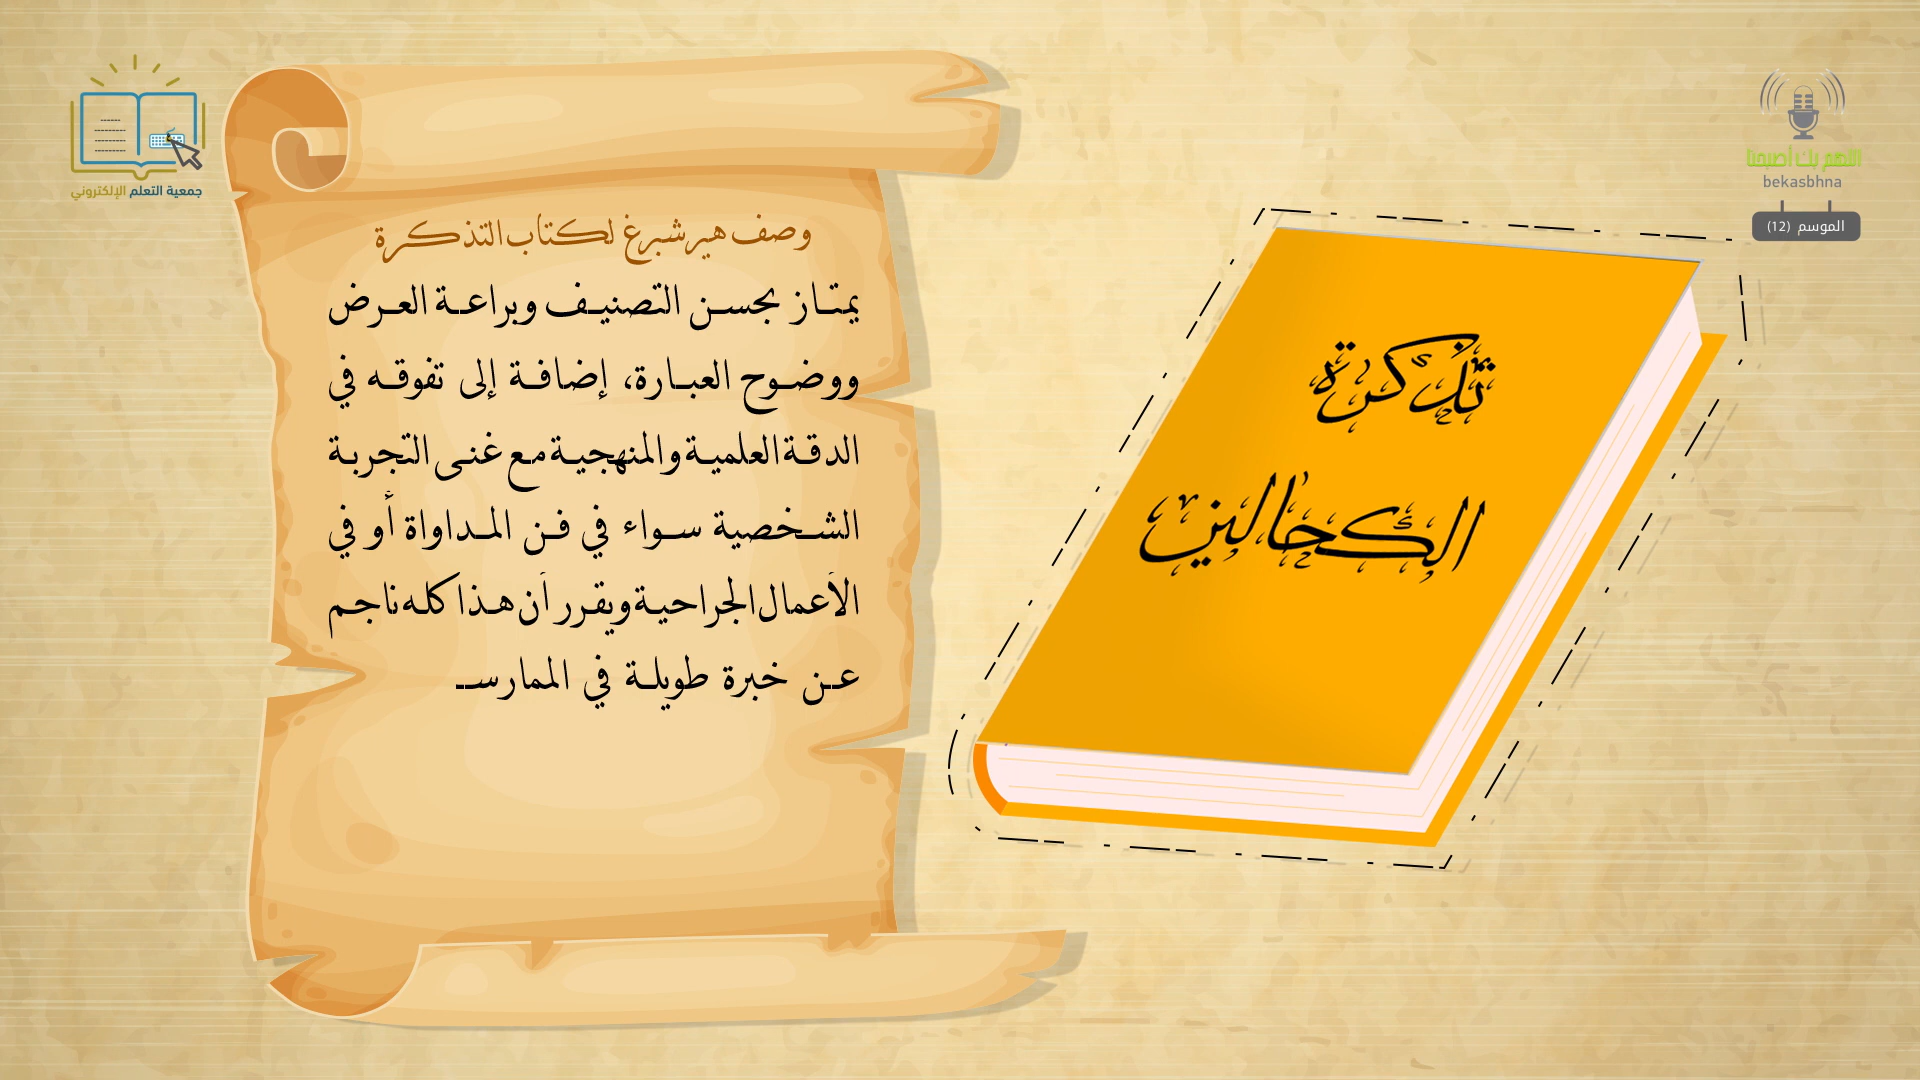 جمعية التعلم الإلكتروني
اللهم بك أصبحنا
bekasbhna
الموسم (12)
وصف هيرشبرغ لكتاب التذكرة
يمتاز بحسن التصنيف وبراعة العرض
ووضوح العبارة، إضافة إلى تفوقه في
الدقة العلمية والمنهجية مع غنى التجربة
الشخصية سواء في فن المداواة أو في
الأعمال الجراحية ويقرر أن هذا كله ناجم
عن خبرة طويلة في الممارسـ
تذكرة
الكحالين